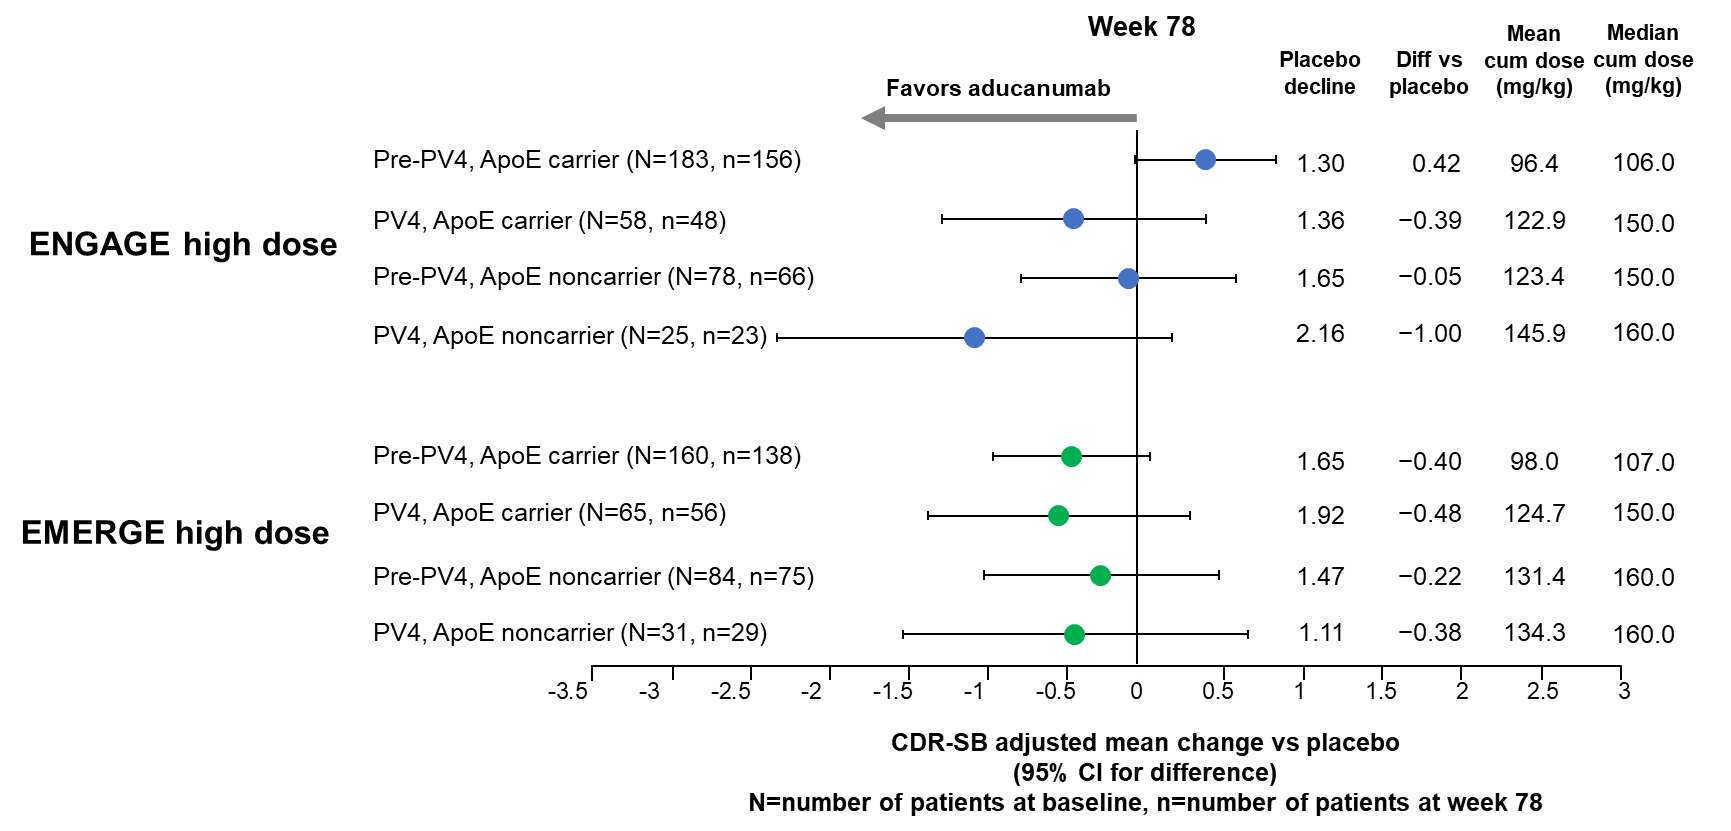 Week 78
Favors aducanumab
Placebo decline
Diff vs placebo
Mean cum dose (mg/kg)
Median cum dose (mg/kg)
ENGAGE high dose
Pre-PV4, ApoE carrier (N=183, n=156) 1.30 0.42 96.4 106.0
PV4, ApoE carrier (N=58, n=48) 1.36 −0.39 122.9 150.0
Pre-PV4, ApoE noncarrier (N=78, n=66) 1.65 −0.05 123.4 150.0
PV4, ApoE noncarrier (N=25, n=23) 2.16 −1.00 145.9 160.0
EMERGE high dose
Pre-PV4, ApoE carrier (N=160, n=138) 1.65 −0.40 98.0 107.0
PV4, ApoE carrier (N=65, n=56) 1.92 −0.48 124.7 150.0
Pre-PV4, ApoE noncarrier (N=84, n=75) 1.47 −0.22 131.4 160.0
PV4, ApoE noncarrier (N=31, n=29) 1.11 −0.38 134.3 160.0
-3.5 -3 -2.5 -2 -1.5 -1 -0.5 0 0.5 1 1.5 2 2.5 3
CDR-SB adjusted mean change vs placebo
(95% CI for difference)
N=number of patients at baseline, n=number of patients at week 78